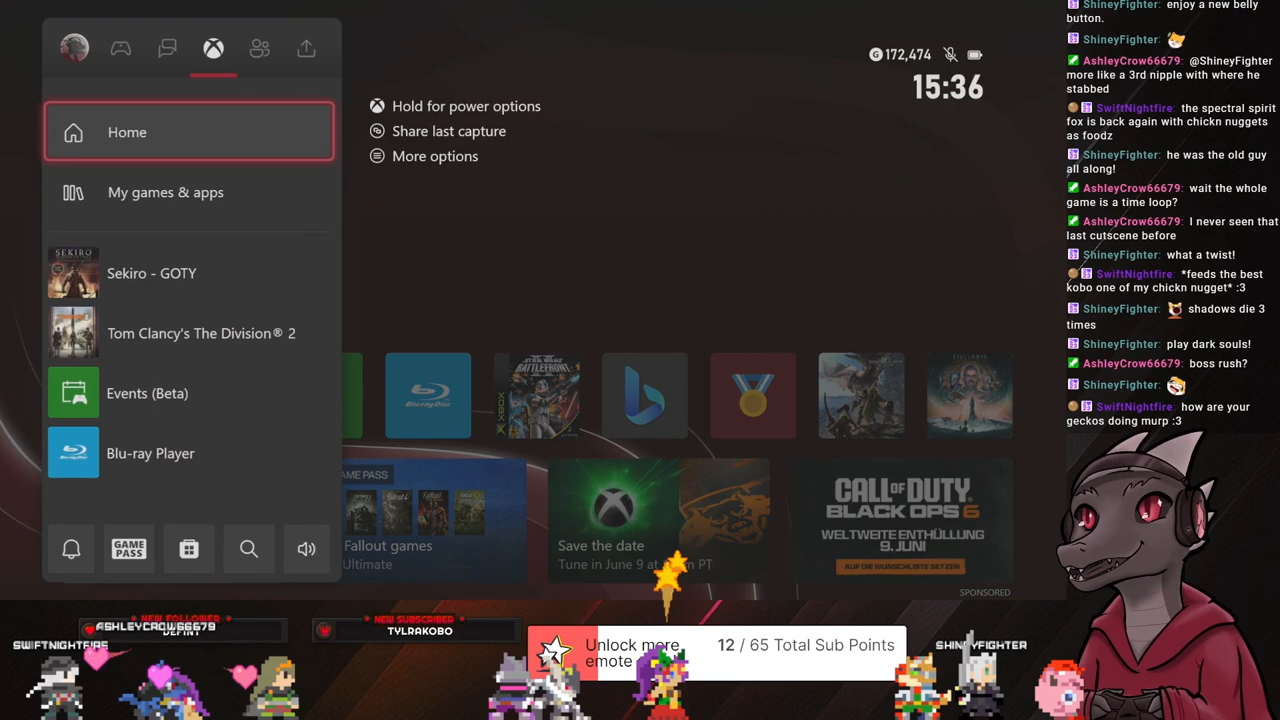 172,474
15:36
Hold for power options
Share last capture
More options
Home
My games & apps
SEKIRO
Sekiro - GOTY
Tom Clancy's The Division® 2
Events (Beta)
Blu-ray Player
GAME
PASS
Blu-ray Disc
STAR WARS
BATTLEFRONT
XBOX
STELLARIS
AME PASS
Fallout games
Ultimate
Save the date
Tune in June 9 at PT
CALL OF DUTY
BLACK OPS 6
WELTWEITE ENTHÜLLUNG
9. JUNI
AUF DIE WUNSCHLISTE SETZEN
SPONSORED
ShineyFighter: enjoy a new belly
button.
ShineyFighter:
AshleyCrow66679: @ShineyFighter
more like a 3rd nipple with where he
stabbed
SwiftNightfire: the spectral spirit
fox is back again with chickn nuggets
as foodz
ShineyFighter: he was the old guy
all along!
AshleyCrow66679: wait the whole
game is a time loop?
AshleyCrow66679: I never seen that
last cutscene before
ShineyFighter: what a twist!
SwiftNightfire: *feeds the best
kobo one of my chickn nugget* :3
ShineyFighter: shadows die 3
times
ShineyFighter: play dark souls!
AshleyCrow66679: boss rush?
ShineyFighter:
SwiftNightfire: how are your
geckos doing murp :3
NEW FOLLOWER
ASHLEYCROW66679
NEW SUBSCRIBER
TYLRAKOBO
SWIFTNIGHTFIRE
Unlock more
emote
12 / 65 Total Sub Points
SHINEYFIGHTER